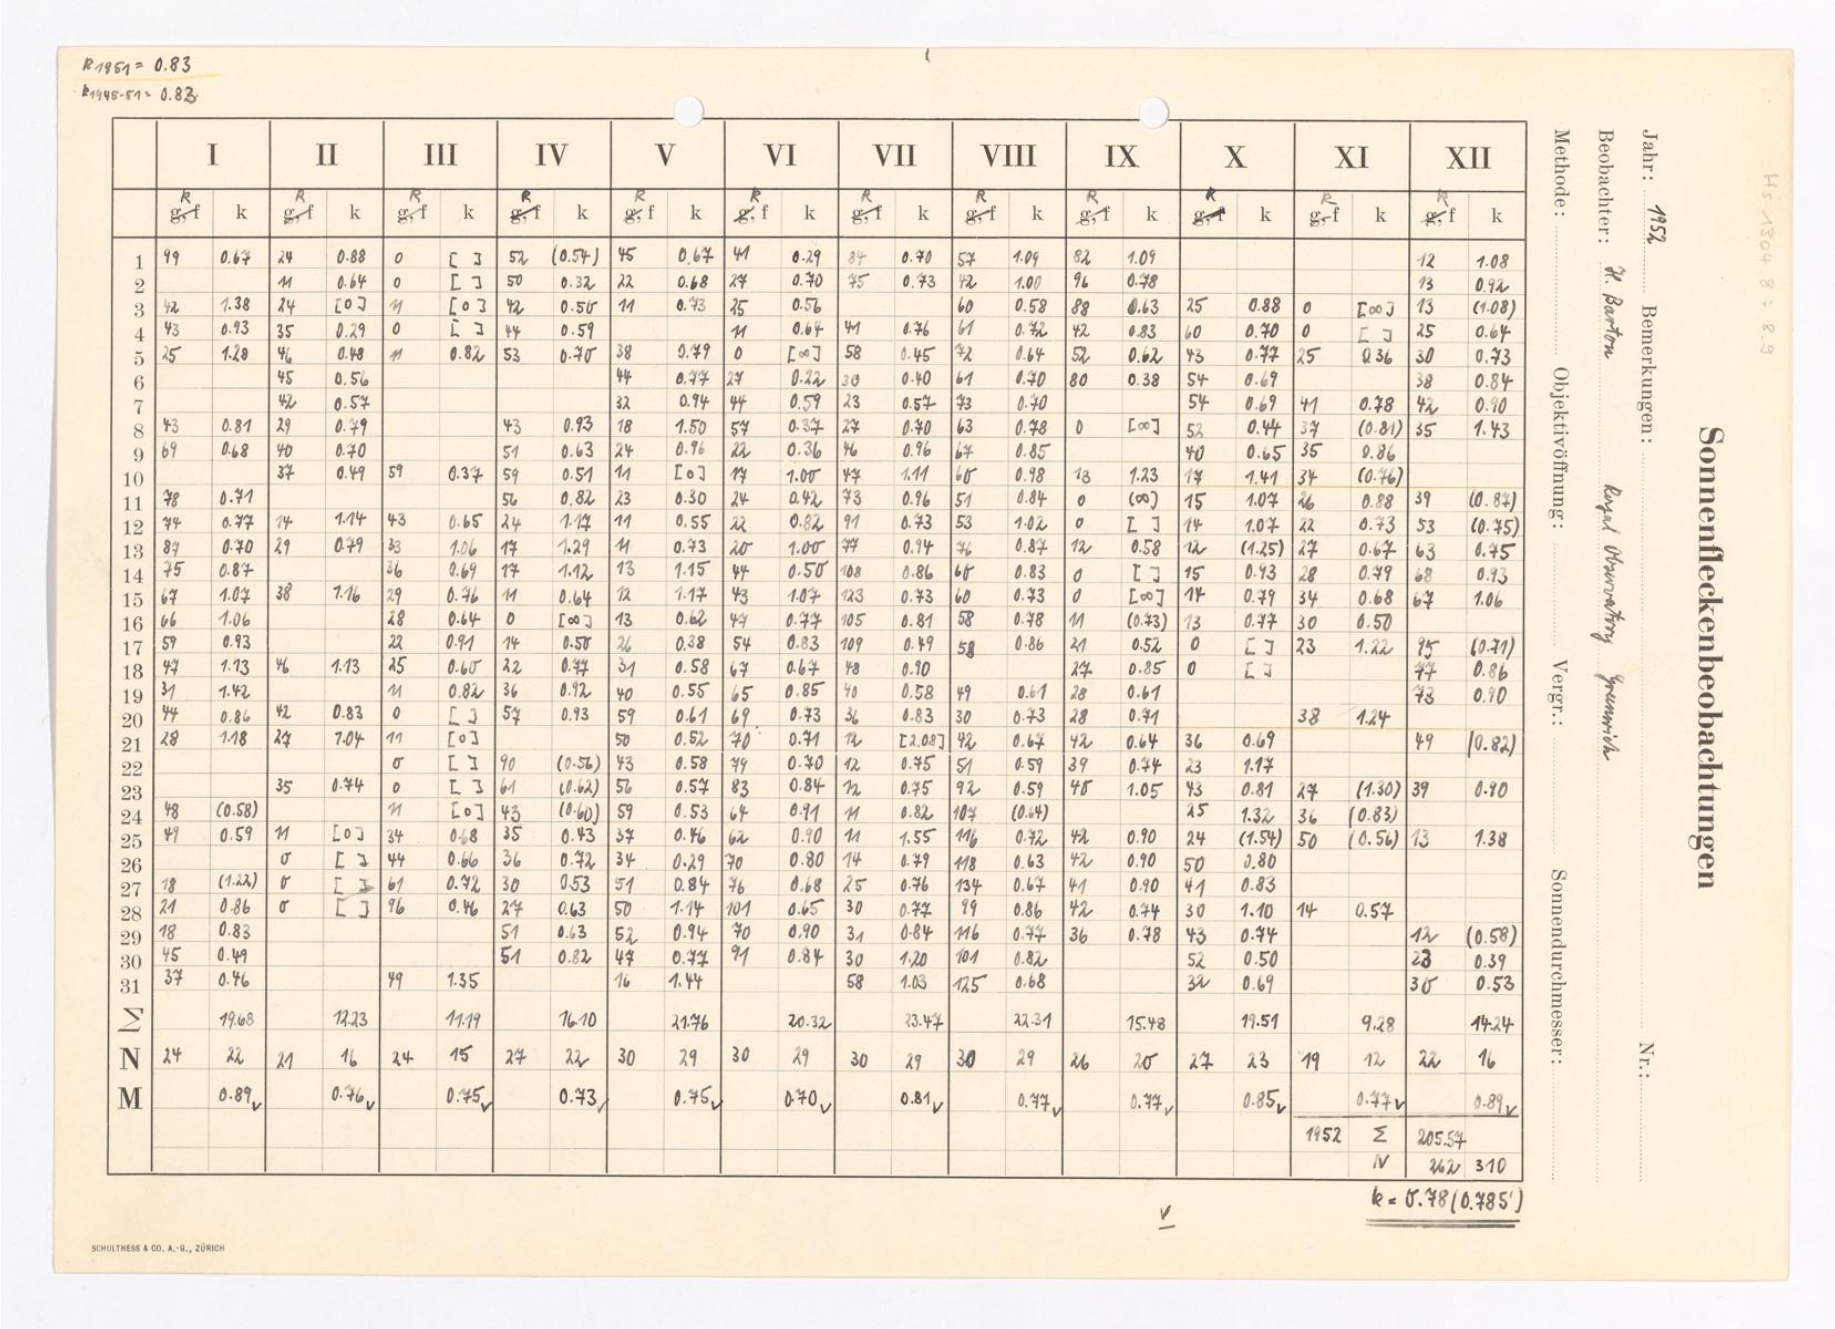 R1951 = 0.83
k1945-51 = 0.83
I II III IV V VI VII VIII IX X XI XII
R R R R R R R R R R R R
g, f k g, f k g, f k g, f k g, f k g, f k g, f k g, f k g, f k g, f k g, f k g, f k
1 99 0.67 24 0.88 0 [ ] 52 (0.54) 45 0.67 41 0.29 84 0.70 57 1.09 82 1.09 12 1.08
2 11 0.64 0 [ ] 50 0.32 22 0.68 27 0.70 75 0.73 42 1.00 96 0.78 13 0.92
3 42 1.38 24 [0] 11 [0] 42 0.50 11 0.73 25 0.56 60 0.58 88 0.63 25 0.88 0 [∞] 13 (1.08)
4 43 0.93 35 0.29 0 [ ] 44 0.59 11 0.64 41 0.76 61 0.72 42 0.83 60 0.70 0 [ ] 25 0.64
5 25 1.28 46 0.48 11 0.82 53 0.70 38 0.79 0 [∞] 58 0.45 72 0.64 52 0.62 43 0.77 25 0.36 30 0.73
6 45 0.56 44 0.77 27 0.22 30 0.40 61 0.70 80 0.38 54 0.69 38 0.84
7 42 0.57 32 0.94 44 0.59 23 0.57 73 0.70 54 0.69 41 0.78 42 0.90
8 43 0.81 29 0.79 43 0.93 18 1.50 57 0.37 27 0.70 63 0.78 0 [∞] 52 0.44 37 (0.81) 35 1.43
9 69 0.68 40 0.70 51 0.63 24 0.96 22 0.36 46 0.96 67 0.85 40 0.65 35 0.86
10 37 0.49 59 0.37 59 0.51 11 [0] 17 1.00 47 1.11 60 0.98 13 1.23 17 1.41 34 (0.76)
11 78 0.71 56 0.82 23 0.30 24 0.42 73 0.96 51 0.84 0 (∞) 15 1.07 26 0.88 39 (0.87)
12 74 0.77 14 1.14 43 0.65 24 1.17 11 0.55 22 0.82 91 0.73 53 1.02 0 [ ] 14 1.07 22 0.73 53 (0.75)
13 87 0.70 29 0.79 33 1.06 17 1.29 11 0.73 20 1.00 77 0.94 76 0.87 12 0.58 12 (1.25) 27 0.67 63 0.75
14 75 0.87 36 0.69 17 1.12 13 1.15 44 0.50 108 0.86 60 0.83 0 [ ] 15 0.93 28 0.79 68 0.93
15 67 1.07 38 1.16 29 0.76 11 0.64 12 1.17 43 1.07 123 0.73 60 0.73 0 [∞] 14 0.79 34 0.68 67 1.06
16 66 1.06 28 0.64 0 [∞] 13 0.62 47 0.77 105 0.81 58 0.78 11 (0.73) 13 0.77 30 0.50
17 59 0.93 22 0.91 14 0.50 26 0.38 54 0.83 109 0.49 58 0.86 21 0.52 0 [ ] 23 1.22 95 (0.71)
18 47 1.13 46 1.13 25 0.60 22 0.77 31 0.58 67 0.67 48 0.90 27 0.85 0 [ ] 77 0.86
19 31 1.42 11 0.82 36 0.92 40 0.55 65 0.85 40 0.58 49 0.61 28 0.61 73 0.90
20 44 0.86 42 0.83 0 [ ] 57 0.93 59 0.61 69 0.73 36 0.83 30 0.73 28 0.71 38 1.24
21 28 1.18 27 1.04 11 [0] 50 0.52 70 0.71 12 [2.08] 42 0.67 42 0.64 36 0.69 49 (0.82)
22 0 [ ] 90 (0.56) 43 0.58 79 0.70 12 0.75 51 0.59 39 0.74 23 1.17
23 35 0.74 0 [ ] 61 (0.62) 56 0.57 83 0.84 12 0.75 92 0.59 40 1.05 43 0.81 27 (1.30) 39 0.90
24 48 (0.58) 11 [0] 43 (0.60) 59 0.53 64 0.91 11 0.82 107 (0.64) 25 1.32 36 (0.83)
25 49 0.59 11 [0] 34 0.68 35 0.43 37 0.46 62 0.90 11 1.55 116 0.72 42 0.90 24 (1.54) 50 (0.56) 13 1.38
26 0 [ ] 44 0.66 36 0.72 34 0.29 70 0.80 14 0.79 118 0.63 42 0.90 50 0.80
27 18 (1.22) 0 [ ] 61 0.72 30 0.53 51 0.84 76 0.68 25 0.76 134 0.67 41 0.90 41 0.83
28 21 0.86 0 [ ] 96 0.46 27 0.63 50 1.14 101 0.65 30 0.77 99 0.86 42 0.74 30 1.10 14 0.57
29 18 0.83 51 0.63 52 0.94 70 0.90 31 0.84 116 0.77 36 0.78 43 0.74 12 (0.58)
30 45 0.49 51 0.82 47 0.77 91 0.84 30 1.20 101 0.82 52 0.50 23 0.39
31 37 0.46 49 1.35 16 1.44 58 1.03 125 0.68 32 0.69 30 0.53
Σ 19.68 12.23 11.19 16.10 21.76 20.32 23.47 22.31 15.48 19.51 9.28 14.24
N 24 22 21 16 24 15 27 22 30 29 30 29 30 29 30 29 26 20 27 23 19 12 22 16
M 0.89✓ 0.76✓ 0.75✓ 0.73✓ 0.75✓ 0.70✓ 0.81✓ 0.77✓ 0.77✓ 0.85✓ 0.77✓ 0.89✓
1952 Σ 205.57
N 262 310
k = 0.78 (0.785)
SCHULTHESS & CO. A.-G., ZÜRICH
Hs 1304.8:8.9
Sonnenfleckenbeobachtungen
Jahr: 1952 Bemerkungen: Nr.:
Beobachter: H. Barton Royal Observatory Greenwich
Methode: Objektivöffnung: Vergr.: Sonnendurchmesser: